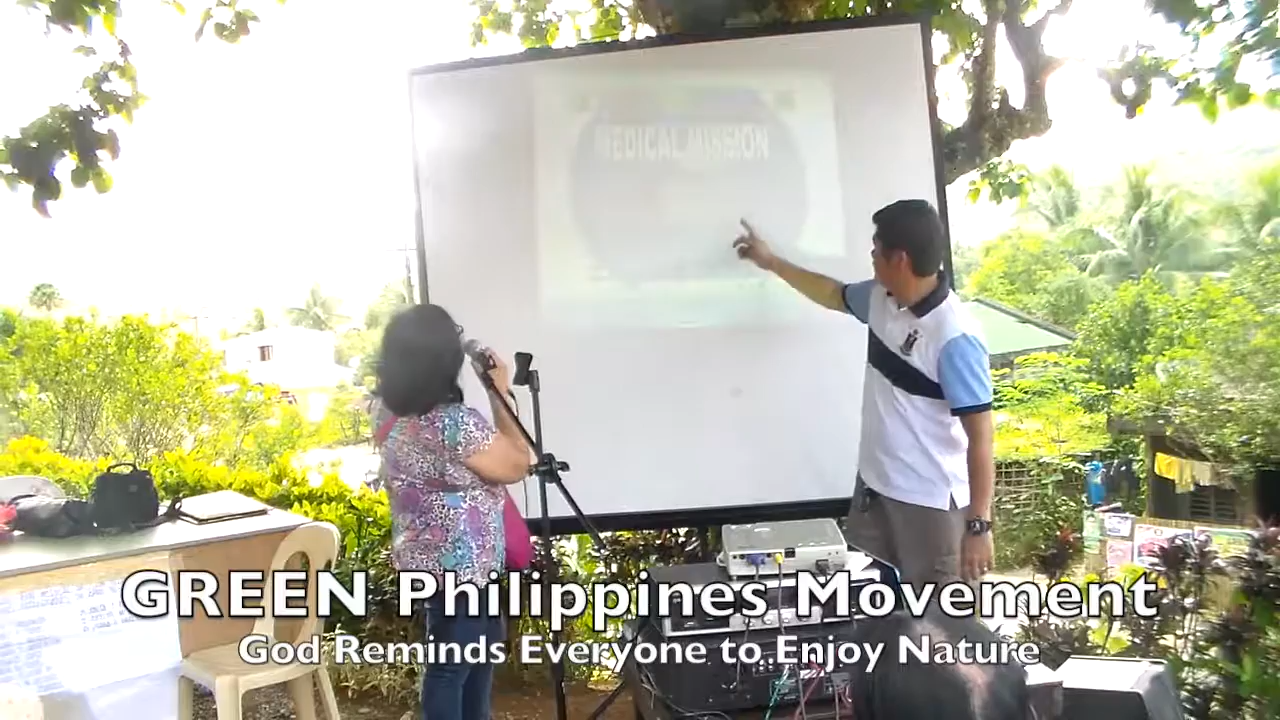 MEDICAL MISSION
GREEN Philippines Movement
God Reminds Everyone to Enjoy Nature